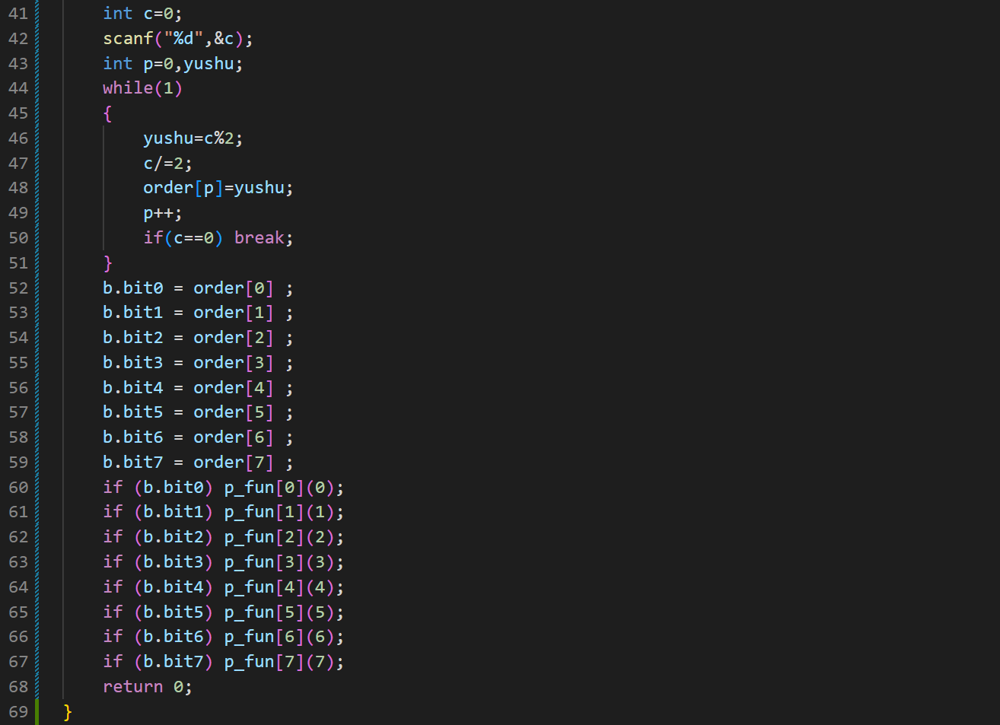 41 int c=0;
42 scanf("%d",&c);
43 int p=0,yushu;
44 while(1)
45 {
46 yushu=c%2;
47 c/=2;
48 order[p]=yushu;
49 p++;
50 if(c==0) break;
51 }
52 b.bit0 = order[0] ;
53 b.bit1 = order[1] ;
54 b.bit2 = order[2] ;
55 b.bit3 = order[3] ;
56 b.bit4 = order[4] ;
57 b.bit5 = order[5] ;
58 b.bit6 = order[6] ;
59 b.bit7 = order[7] ;
60 if (b.bit0) p_fun[0](0);
61 if (b.bit1) p_fun[1](1);
62 if (b.bit2) p_fun[2](2);
63 if (b.bit3) p_fun[3](3);
64 if (b.bit4) p_fun[4](4);
65 if (b.bit5) p_fun[5](5);
66 if (b.bit6) p_fun[6](6);
67 if (b.bit7) p_fun[7](7);
68 return 0;
69 }